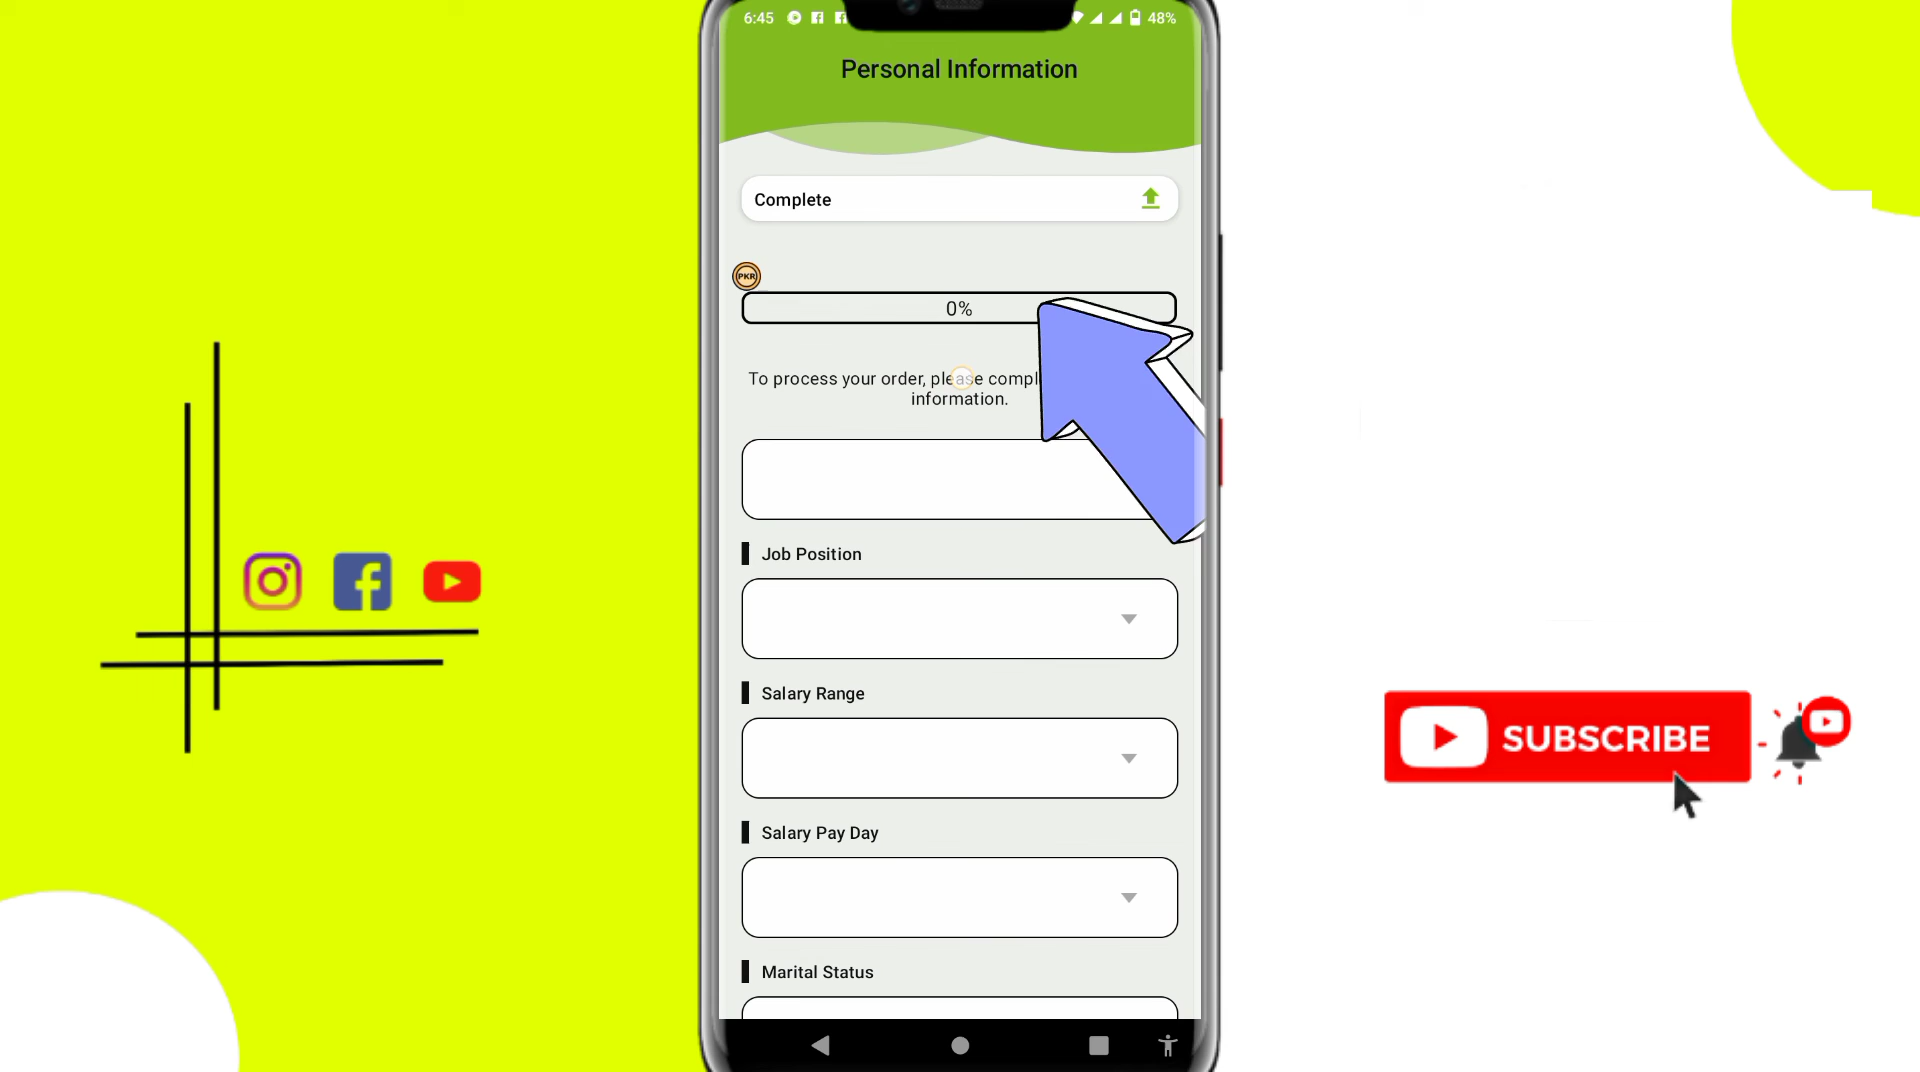 6:45
48%
Personal Information
Complete
PKR
0%
To process your order, please compl
information.
Job Position
Salary Range
Salary Pay Day
Marital Status
SUBSCRIBE